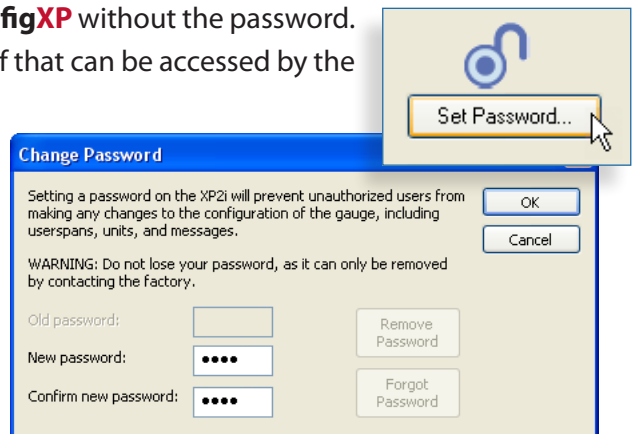 figXP without the password.
f that can be accessed by the
Set Password...
Change Password
Setting a password on the XP2i will prevent unauthorized users from
making any changes to the configuration of the gauge, including
userspans, units, and messages.
WARNING: Do not lose your password, as it can only be removed
by contacting the factory.
OK
Cancel
Old password:
New password: ••••
Confirm new password: ••••
Remove
Password
Forgot
Password